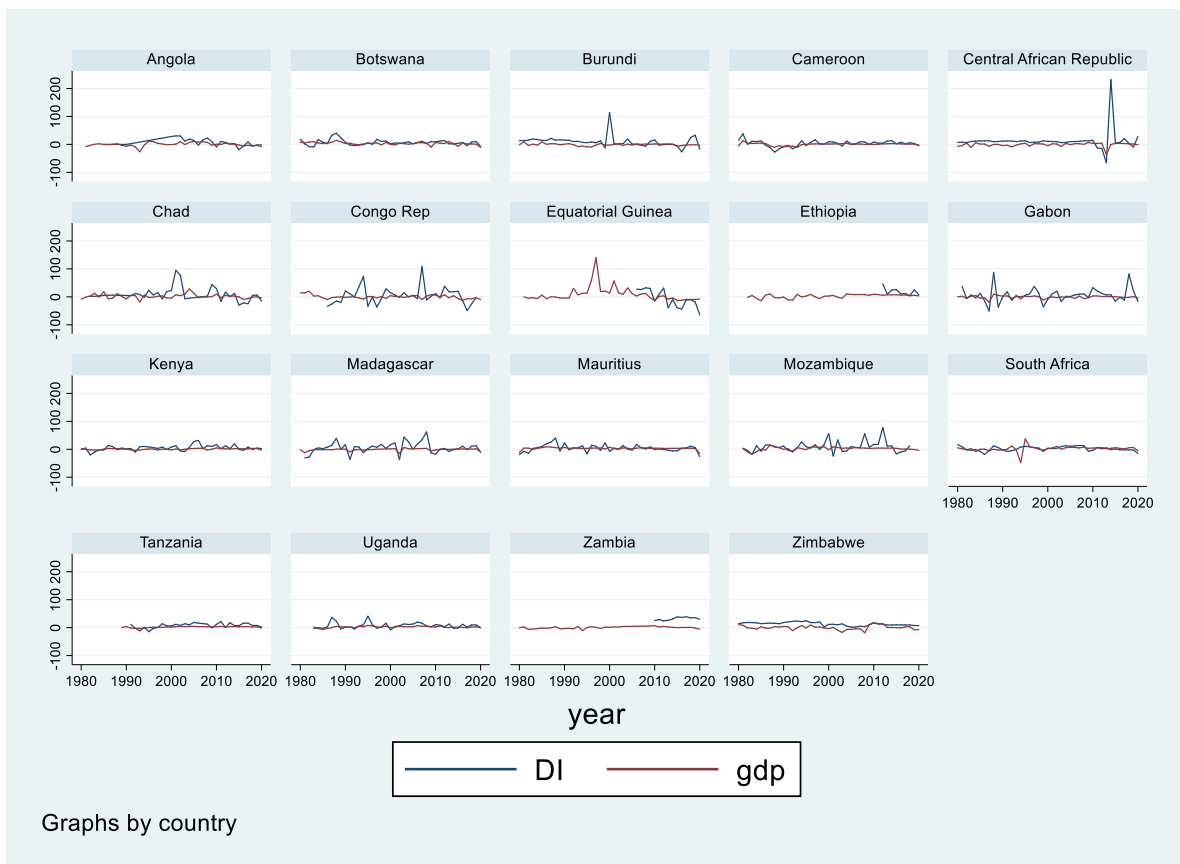 Angola Botswana Burundi Cameroon Central African Republic
-100 0 100 200
Chad Congo Rep Equatorial Guinea Ethiopia Gabon
-100 0 100 200
Kenya Madagascar Mauritius Mozambique South Africa
-100 0 100 200
1980 1990 2000 2010 2020
Tanzania Uganda Zambia Zimbabwe
-100 0 100 200
1980 1990 2000 2010 2020 1980 1990 2000 2010 2020 1980 1990 2000 2010 2020 1980 1990 2000 2010 2020
year
DI gdp
Graphs by country